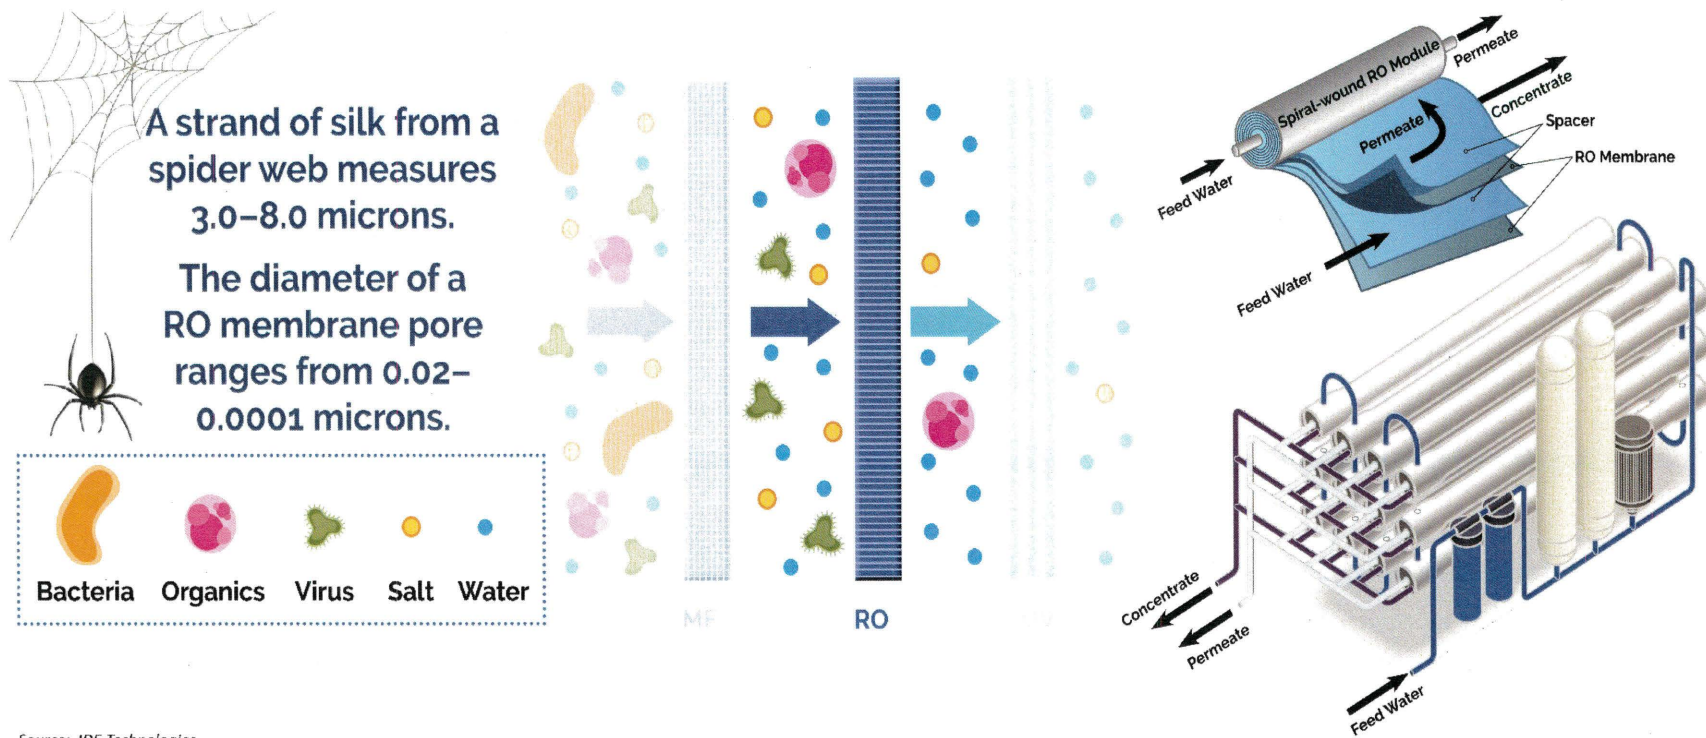 A strand of silk from a
spider web measures
3.0–8.0 microns.
The diameter of a
RO membrane pore
ranges from 0.02–
0.0001 microns.
Bacteria
Organics
Virus
Salt
Water
MF
RO
UV
Spiral-wound RO Module
Permeate
Concentrate
Permeate
Spacer
RO Membrane
Feed Water
Feed Water
Concentrate
Permeate
Feed Water